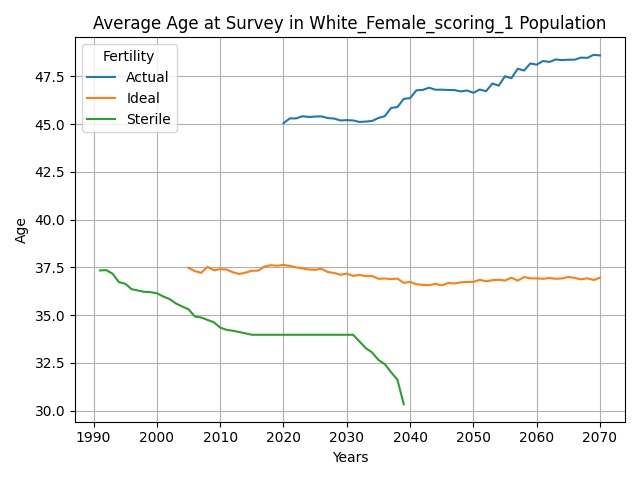 Average Age at Survey in White_Female_scoring_1 Population
Fertility
Actual
Ideal
Sterile
Age
47.5
45.0
42.5
40.0
37.5
35.0
32.5
30.0
1990 2000 2010 2020 2030 2040 2050 2060 2070
Years